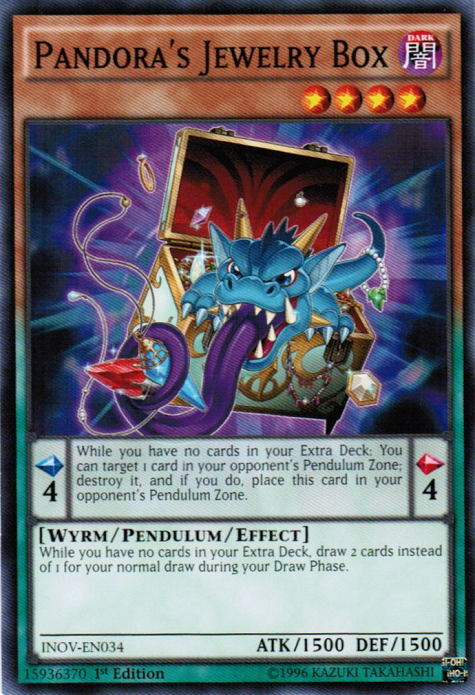 PANDORA'S JEWELRY BOX
DARK
闇
While you have no cards in your Extra Deck: You
can target 1 card in your opponent's Pendulum Zone;
destroy it, and if you do, place this card in your
opponent's Pendulum Zone.
4
4
[WYRM/PENDULUM/EFFECT]
While you have no cards in your Extra Deck, draw 2 cards instead
of 1 for your normal draw during your Draw Phase.
INOV-EN034
ATK/1500 DEF/1500
15936370 1st Edition
©1996 KAZUKI TAKAHASHI